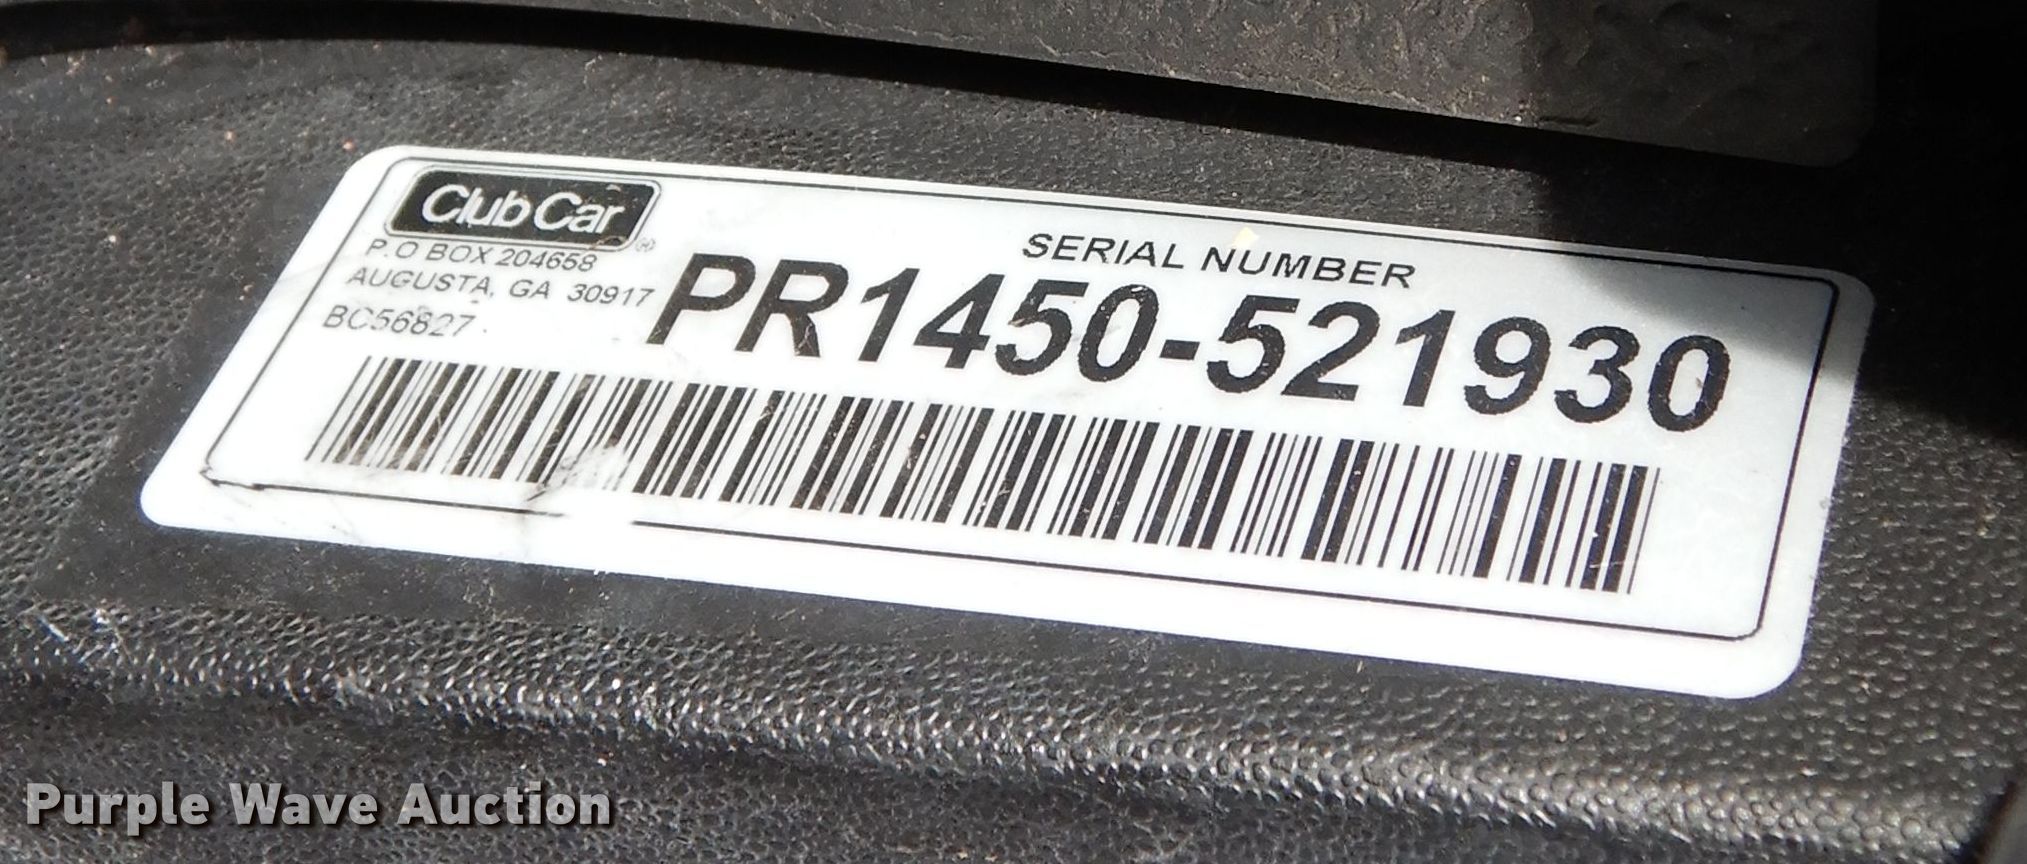 Club Car®
P.O BOX 204658
AUGUSTA, GA 30917
BC56827
SERIAL NUMBER
PR1450-521930
Purple Wave Auction